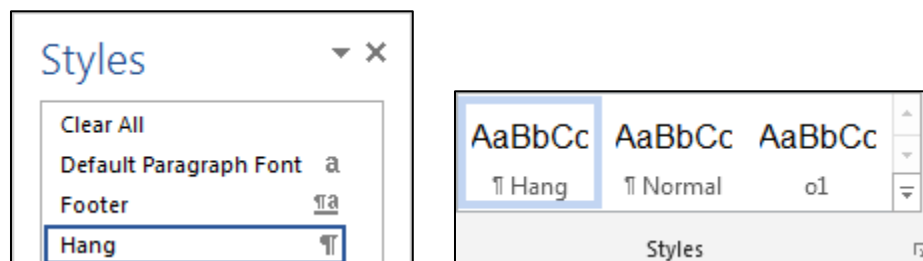 Styles
Clear All
Default Paragraph Font a
Footer ¶a
Hang ¶
AaBbCc AaBbCc AaBbCc
¶ Hang ¶ Normal o1
Styles